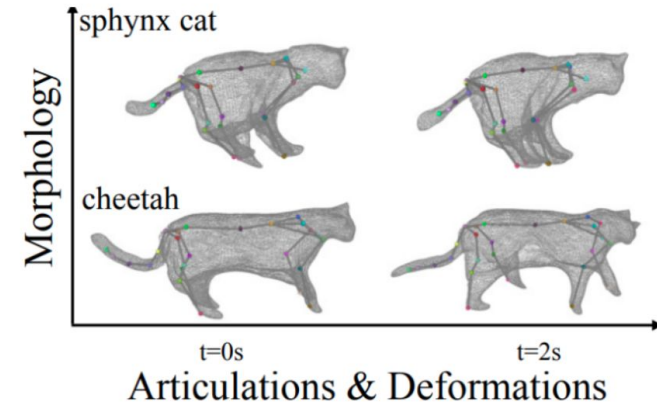 sphynx cat
Morphology
cheetah
t=0s
t=2s
Articulations & Deformations